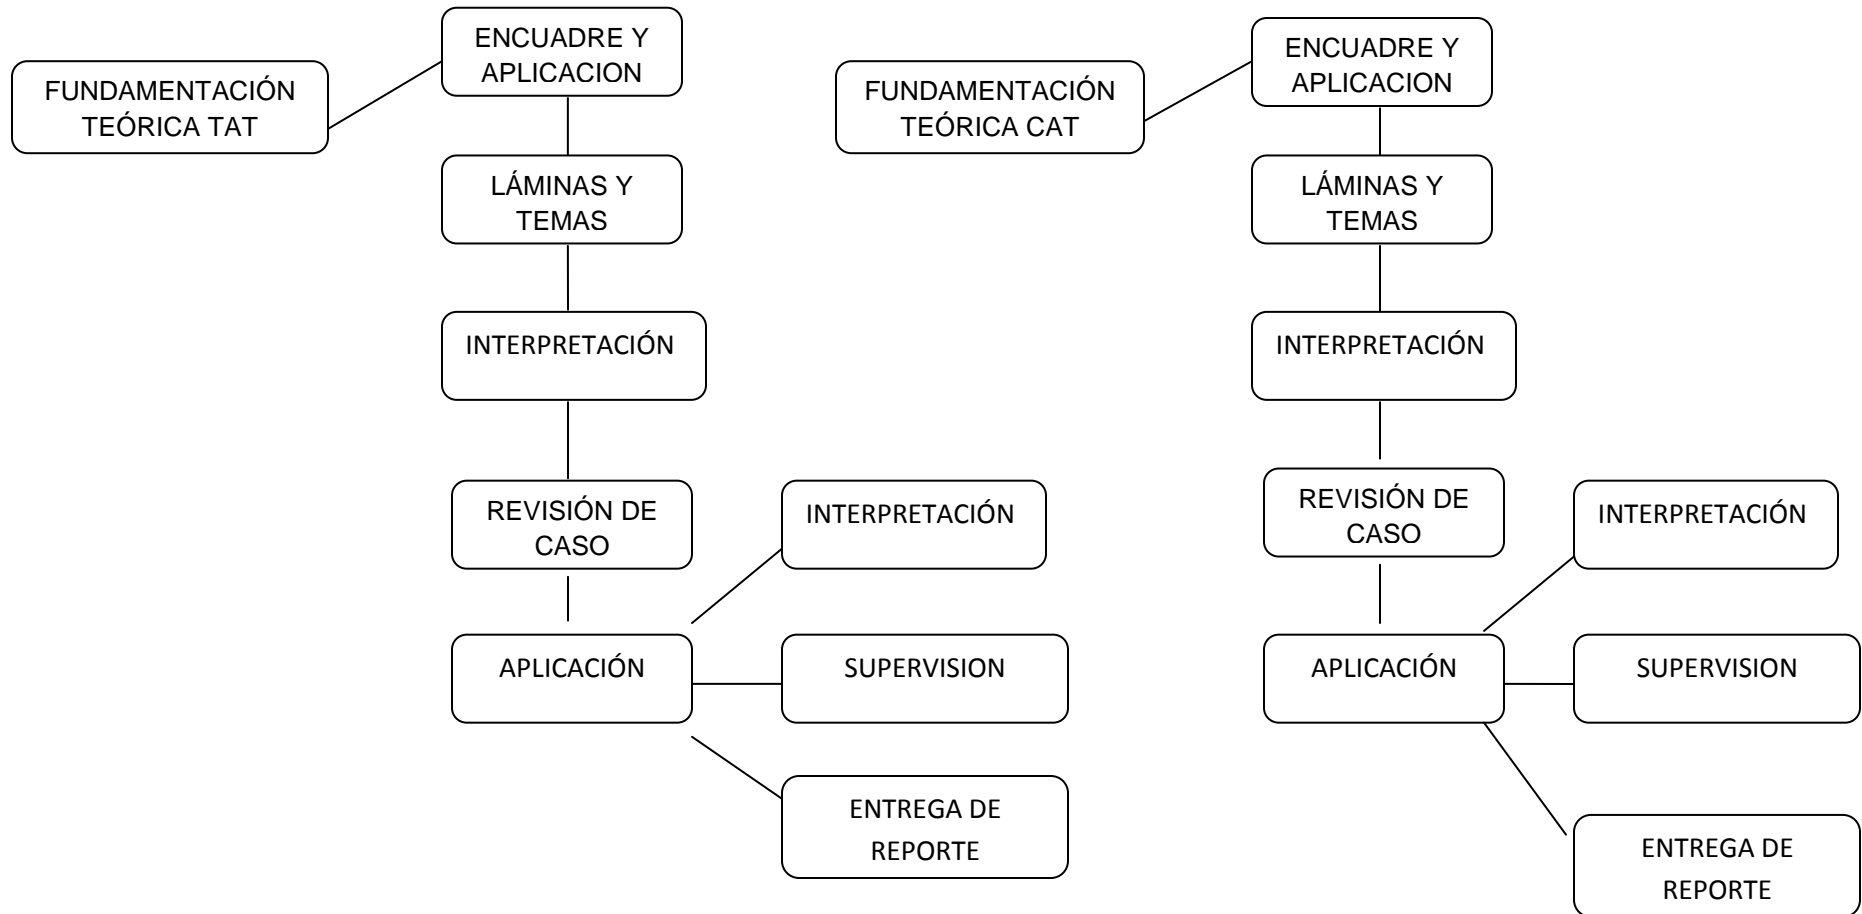 ENCUADRE Y
APLICACION
FUNDAMENTACIÓN
TEÓRICA TAT
LÁMINAS Y
TEMAS
INTERPRETACIÓN
REVISIÓN DE
CASO
INTERPRETACIÓN
APLICACIÓN
SUPERVISION
ENTREGA DE
REPORTE
ENCUADRE Y
APLICACION
FUNDAMENTACIÓN
TEÓRICA CAT
LÁMINAS Y
TEMAS
INTERPRETACIÓN
REVISIÓN DE
CASO
INTERPRETACIÓN
APLICACIÓN
SUPERVISION
ENTREGA DE
REPORTE